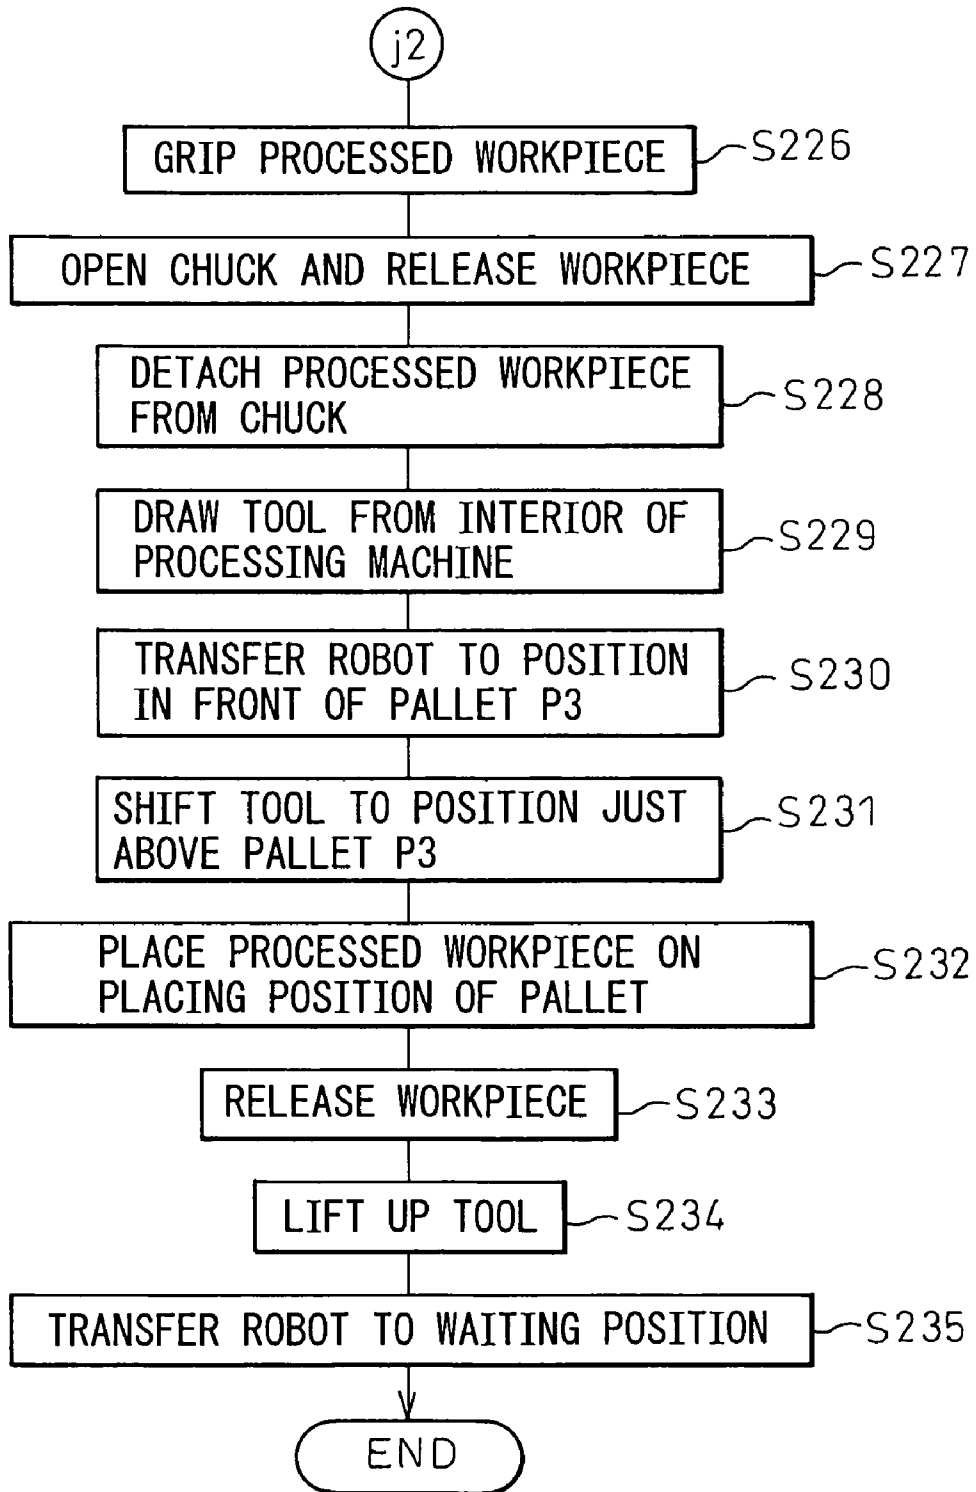 j2
GRIP PROCESSED WORKPIECE
S226
OPEN CHUCK AND RELEASE WORKPIECE
S227
DETACH PROCESSED WORKPIECE
FROM CHUCK
S228
DRAW TOOL FROM INTERIOR OF
PROCESSING MACHINE
S229
TRANSFER ROBOT TO POSITION
IN FRONT OF PALLET P3
S230
SHIFT TOOL TO POSITION JUST
ABOVE PALLET P3
S231
PLACE PROCESSED WORKPIECE ON
PLACING POSITION OF PALLET
S232
RELEASE WORKPIECE
S233
LIFT UP TOOL
S234
TRANSFER ROBOT TO WAITING POSITION
S235
END